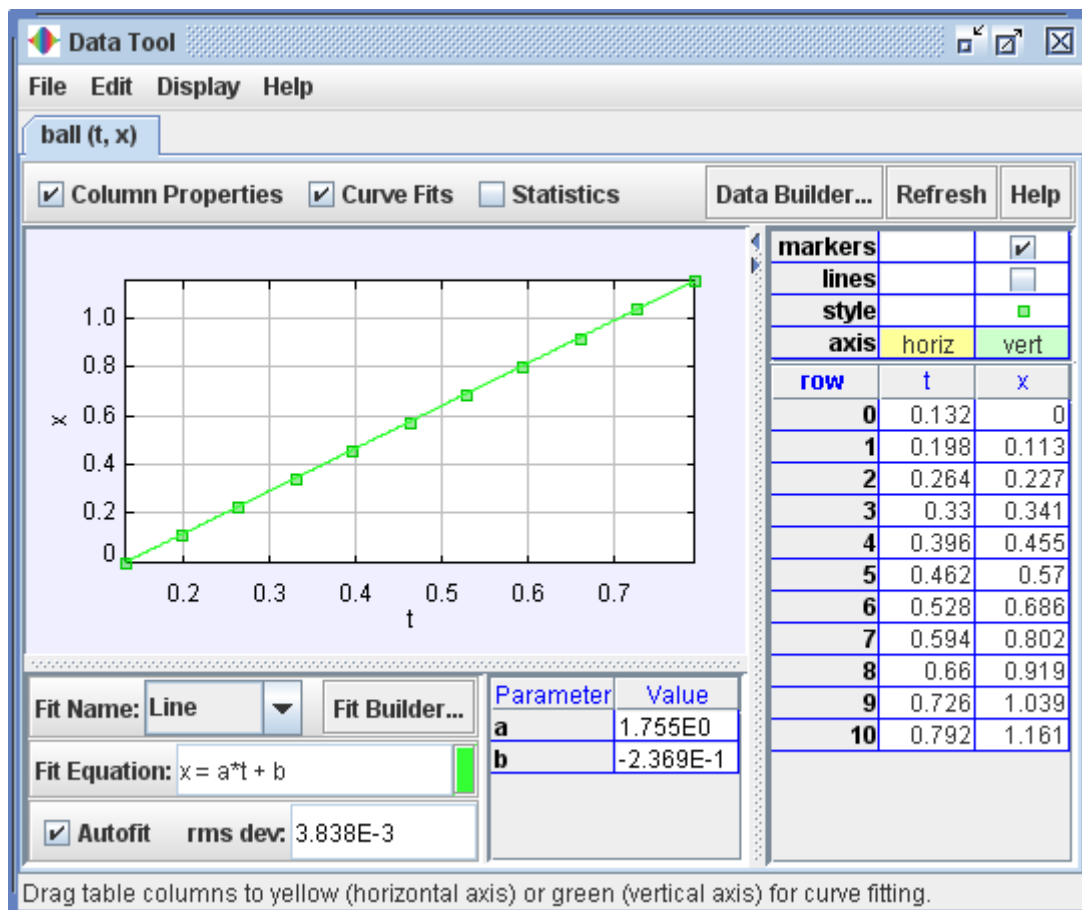 Data Tool
File Edit Display Help
ball (t, x)
Column Properties Curve Fits Statistics Data Builder... Refresh Help
1.0
0.8
0.6
0.4
0.2
0
x
0.2 0.3 0.4 0.5 0.6 0.7
t
markers
lines
style
axis horiz vert
row t x
0 0.132 0
1 0.198 0.113
2 0.264 0.227
3 0.33 0.341
4 0.396 0.455
5 0.462 0.57
6 0.528 0.686
7 0.594 0.802
8 0.66 0.919
9 0.726 1.039
10 0.792 1.161
Fit Name: Line Fit Builder...
Fit Equation: x = a*t + b
Autofit rms dev: 3.838E-3
Parameter Value
a 1.755E0
b -2.369E-1
Drag table columns to yellow (horizontal axis) or green (vertical axis) for curve fitting.